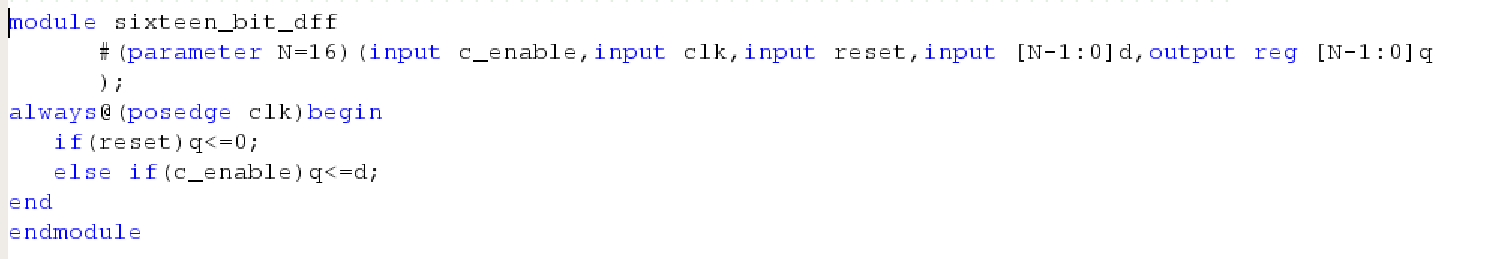 module sixteen_bit_dff
#(parameter N=16)(input c_enable,input clk,input reset,input [N-1:0]d,output reg [N-1:0]q
);
always@(posedge clk)begin
if(reset)q<=0;
else if(c_enable)q<=d;
end
endmodule